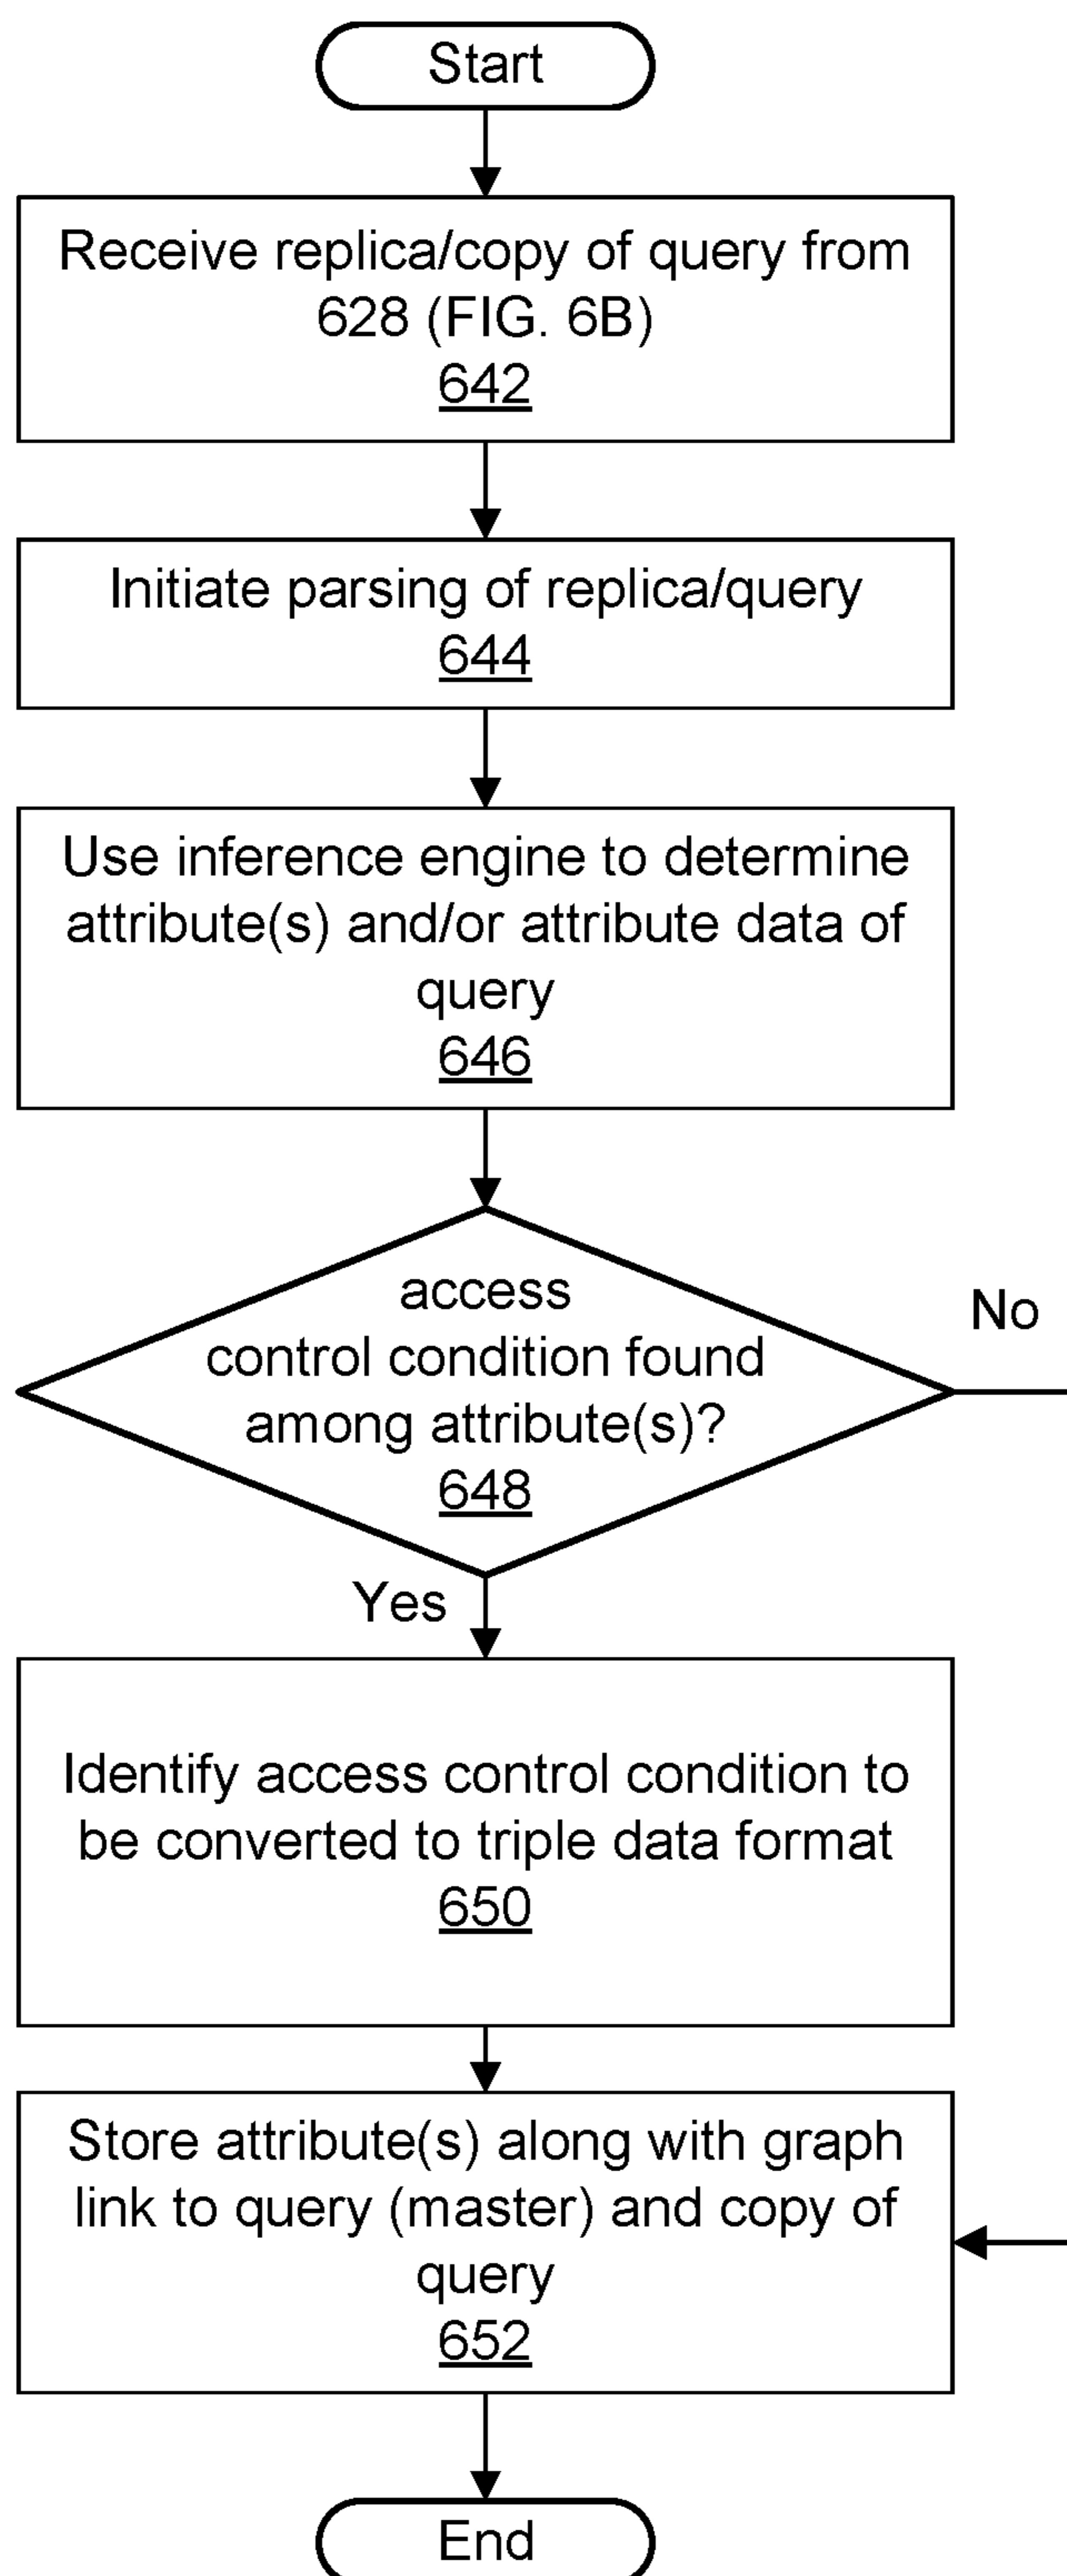 Start
Receive replica/copy of query from
628 (FIG. 6B)
642
Initiate parsing of replica/query
644
Use inference engine to determine
attribute(s) and/or attribute data of
query
646
access
control condition found
among attribute(s)?
648
No
Yes
Identify access control condition to
be converted to triple data format
650
Store attribute(s) along with graph
link to query (master) and copy of
query
652
End